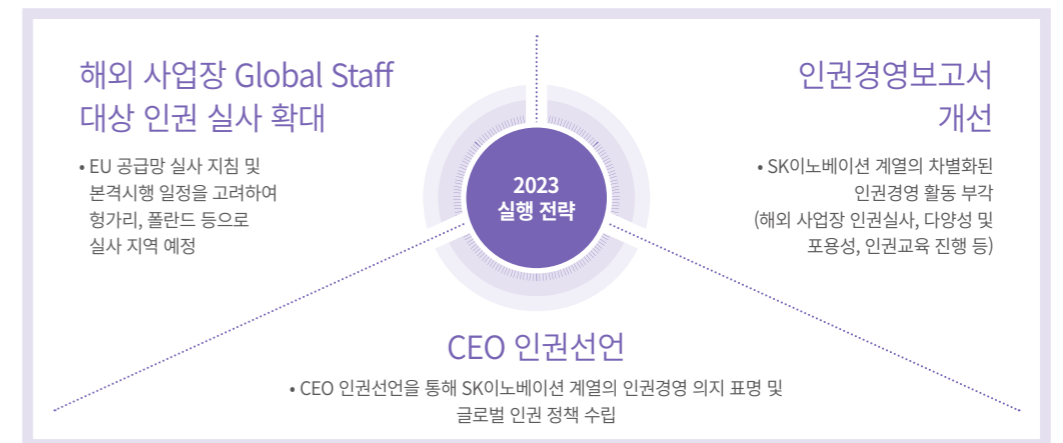 해외 사업장 Global Staff
대상 인권 실사 확대
• EU 공급망 실사 지침 및
본격시행 일정을 고려하여
헝가리, 폴란드 등으로
실사 지역 예정
2023
실행 전략
인권경영보고서
개선
• SK이노베이션 계열의 차별화된
인권경영 활동 부각
(해외 사업장 인권실사, 다양성 및
포용성, 인권교육 진행 등)
CEO 인권선언
• CEO 인권선언을 통해 SK이노베이션 계열의 인권경영 의지 표명 및
글로벌 인권 정책 수립